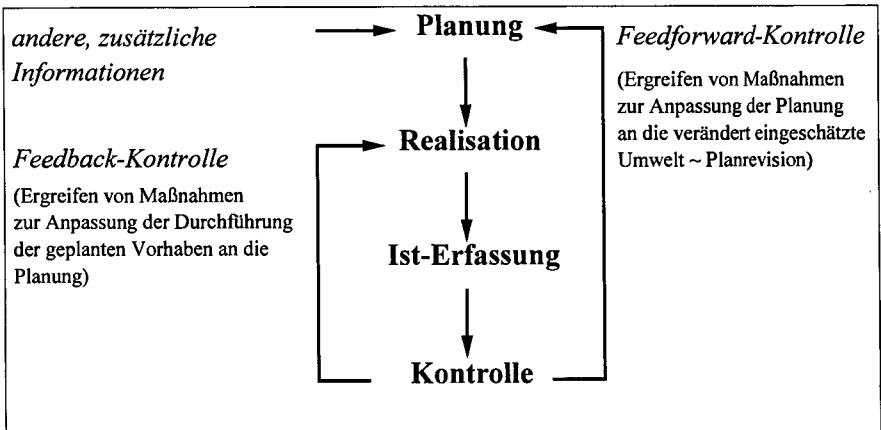 andere, zusätzliche
Informationen
Planung
Feedforward-Kontrolle
(Ergreifen von Maßnahmen
zur Anpassung der Planung
an die verändert eingeschätzte
Umwelt ~ Planrevision)
Realisation
Feedback-Kontrolle
(Ergreifen von Maßnahmen
zur Anpassung der Durchführung
der geplanten Vorhaben an die
Planung)
Ist-Erfassung
Kontrolle